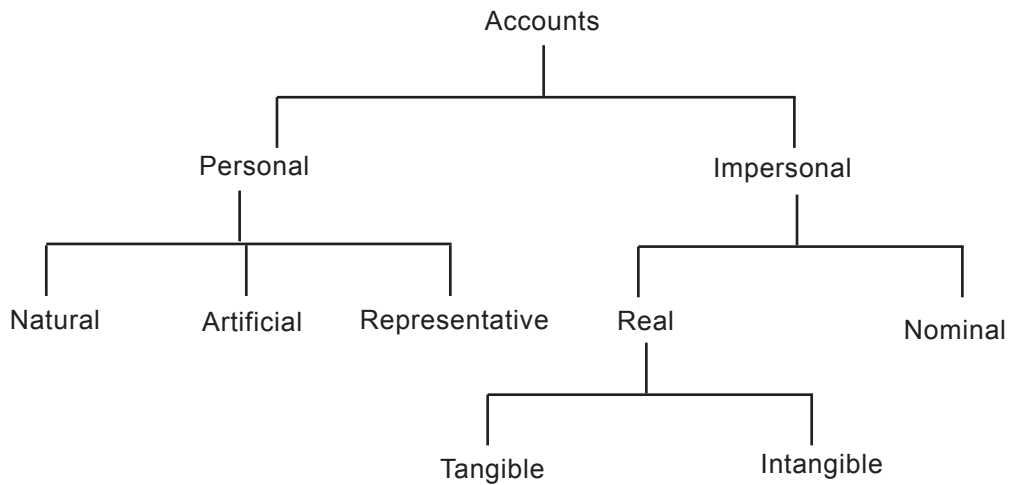 Accounts
Personal
Impersonal
Natural
Artificial
Representative
Real
Nominal
Tangible
Intangible